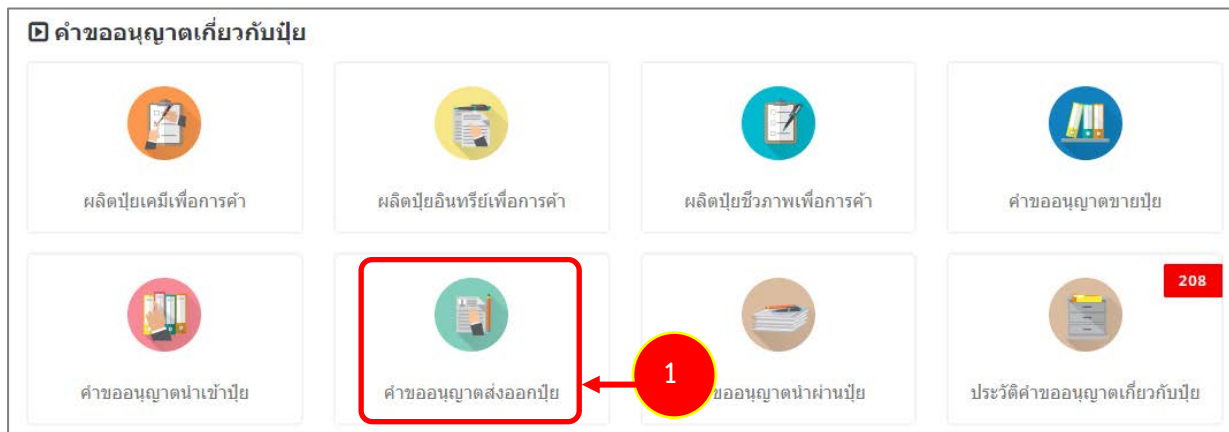 คำขออนุญาตเกี่ยวกับปุ๋ย
ผลิตปุ๋ยเคมีเพื่อการค้า
ผลิตปุ๋ยอินทรีย์เพื่อการค้า
ผลิตปุ๋ยชีวภาพเพื่อการค้า
คำขออนุญาตขายปุ๋ย
208
คำขออนุญาตนำเข้าปุ๋ย
คำขออนุญาตส่งออกปุ๋ย
1
ขออนุญาตนำผ่านปุ๋ย
ประวัติคำขออนุญาตเกี่ยวกับปุ๋ย